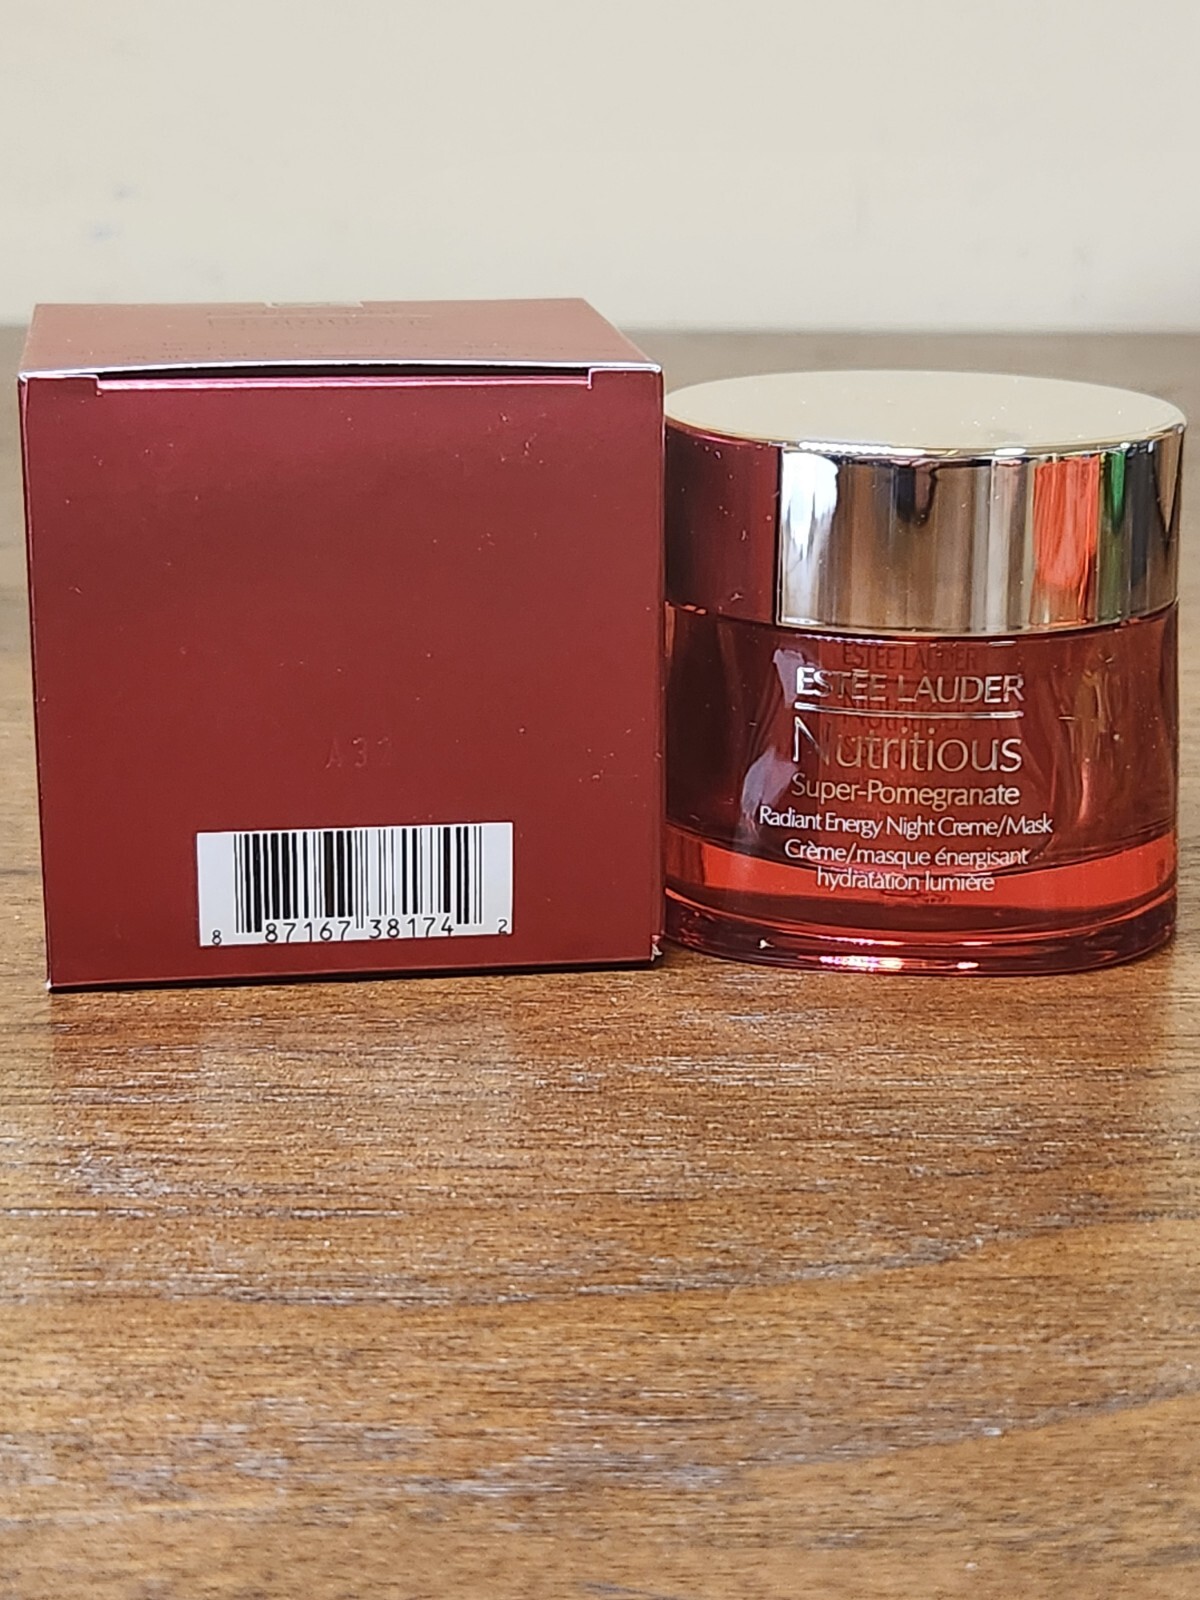 A32
8 87167 38174 2
ESTĒE LAUDER
Nutritious
Super-Pomegranate
Radiant Energy Night Creme/Mask
Crème/masque énergisant
hydratation lumière